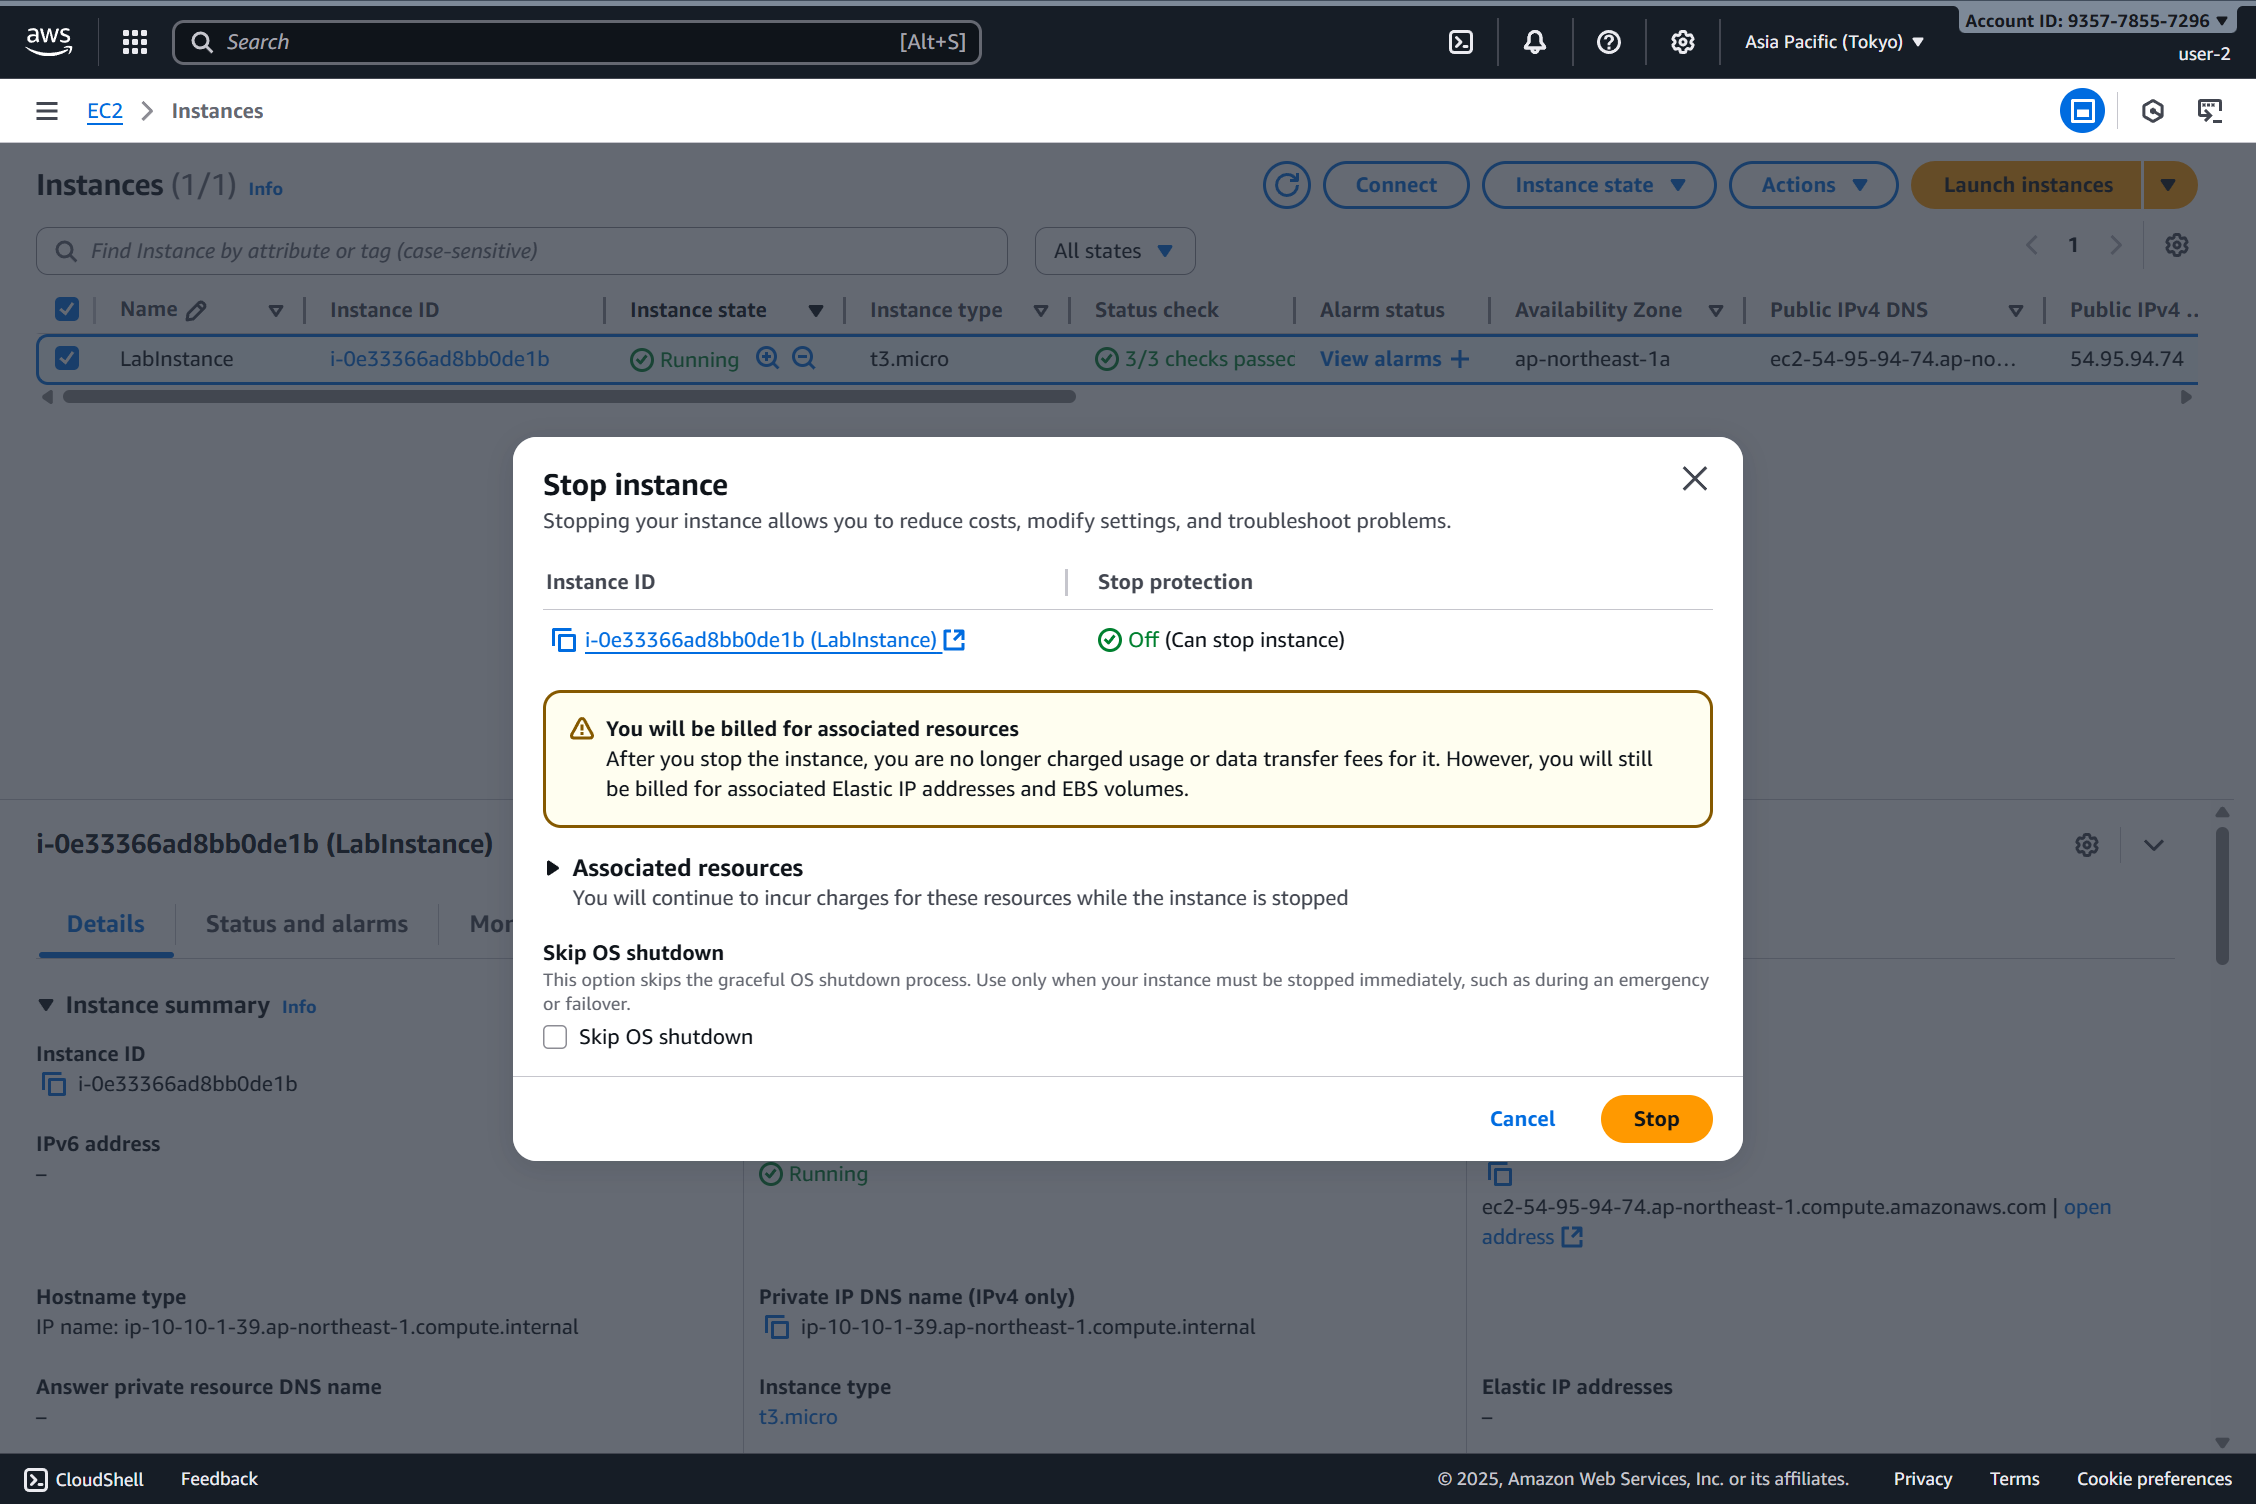 aws
Search
[Alt+S]
Asia Pacific (Tokyo)
Account ID: 9357-7855-7296
user-2
EC2
Instances
Instances (1/1) Info
Connect
Instance state
Actions
Launch instances
Find Instance by attribute or tag (case-sensitive)
All states
1
Name
Instance ID
Instance state
Instance type
Status check
Alarm status
Availability Zone
Public IPv4 DNS
Public IPv4 ..
LabInstance
i-0e33366ad8bb0de1b
Running
t3.micro
3/3 checks passec
View alarms
ap-northeast-1a
ec2-54-95-94-74.ap-no...
54.95.94.74
Stop instance
Stopping your instance allows you to reduce costs, modify settings, and troubleshoot problems.
Instance ID
Stop protection
i-0e33366ad8bb0de1b (LabInstance)
Off (Can stop instance)
You will be billed for associated resources
After you stop the instance, you are no longer charged usage or data transfer fees for it. However, you will still
be billed for associated Elastic IP addresses and EBS volumes.
Associated resources
You will continue to incur charges for these resources while the instance is stopped
Skip OS shutdown
This option skips the graceful OS shutdown process. Use only when your instance must be stopped immediately, such as during an emergency
or failover.
Skip OS shutdown
Cancel
Stop
i-0e33366ad8bb0de1b (LabInstance)
Details
Status and alarms
Mor
Instance summary Info
Instance ID
i-0e33366ad8bb0de1b
IPv6 address
–
Running
ec2-54-95-94-74.ap-northeast-1.compute.amazonaws.com | open
address
Hostname type
IP name: ip-10-10-1-39.ap-northeast-1.compute.internal
Private IP DNS name (IPv4 only)
ip-10-10-1-39.ap-northeast-1.compute.internal
Answer private resource DNS name
–
Instance type
t3.micro
Elastic IP addresses
–
CloudShell
Feedback
© 2025, Amazon Web Services, Inc. or its affiliates.
Privacy
Terms
Cookie preferences